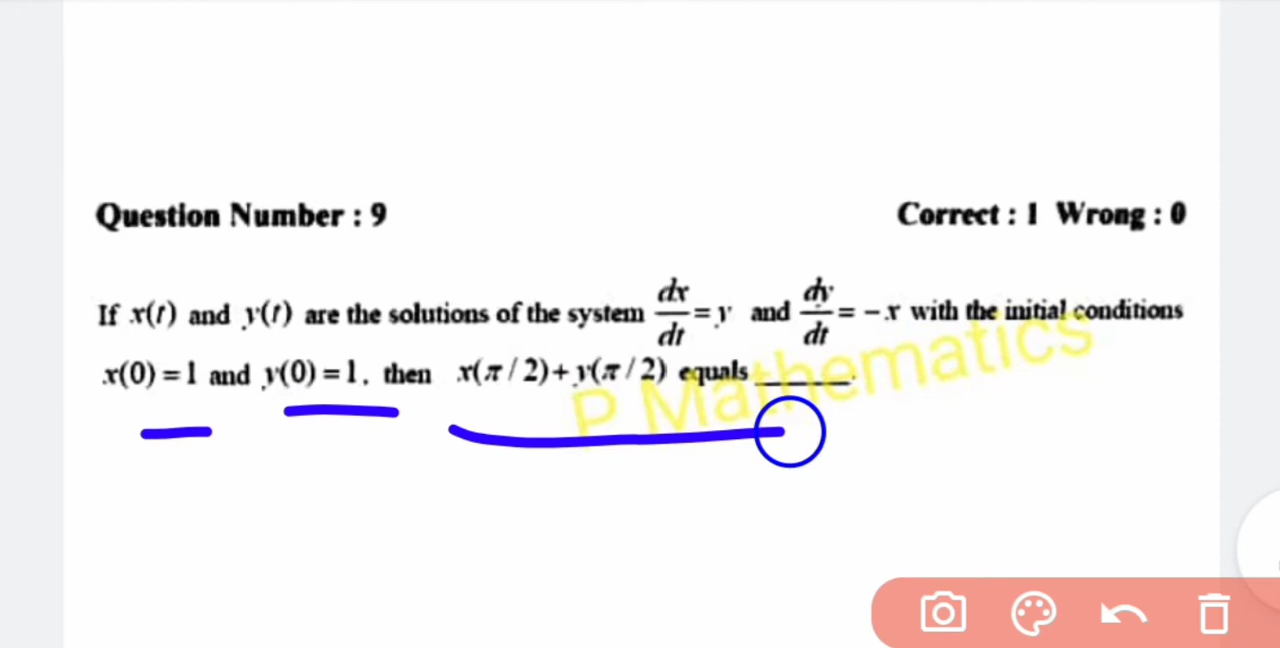 Question Number : 9 Correct : 1 Wrong : 0
If x(t) and y(t) are the solutions of the system dx/dt = y and dy/dt = -x with the initial conditions
x(0) = 1 and y(0) = 1, then x(π / 2) + y(π / 2) equals ______.
P Mathematics